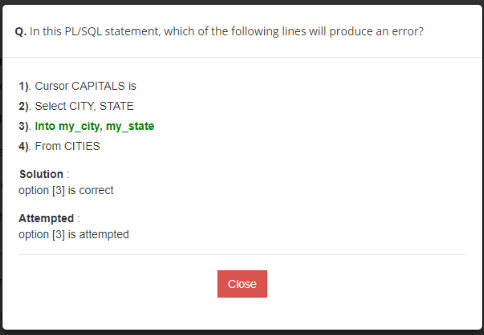 Q. In this PL/SQL statement, which of the following lines will produce an error?
1). Cursor CAPITALS is
2). Select CITY, STATE
3). Into my_city, my_state
4). From CITIES
Solution :
option [3] is correct
Attempted :
option [3] is attempted
Close